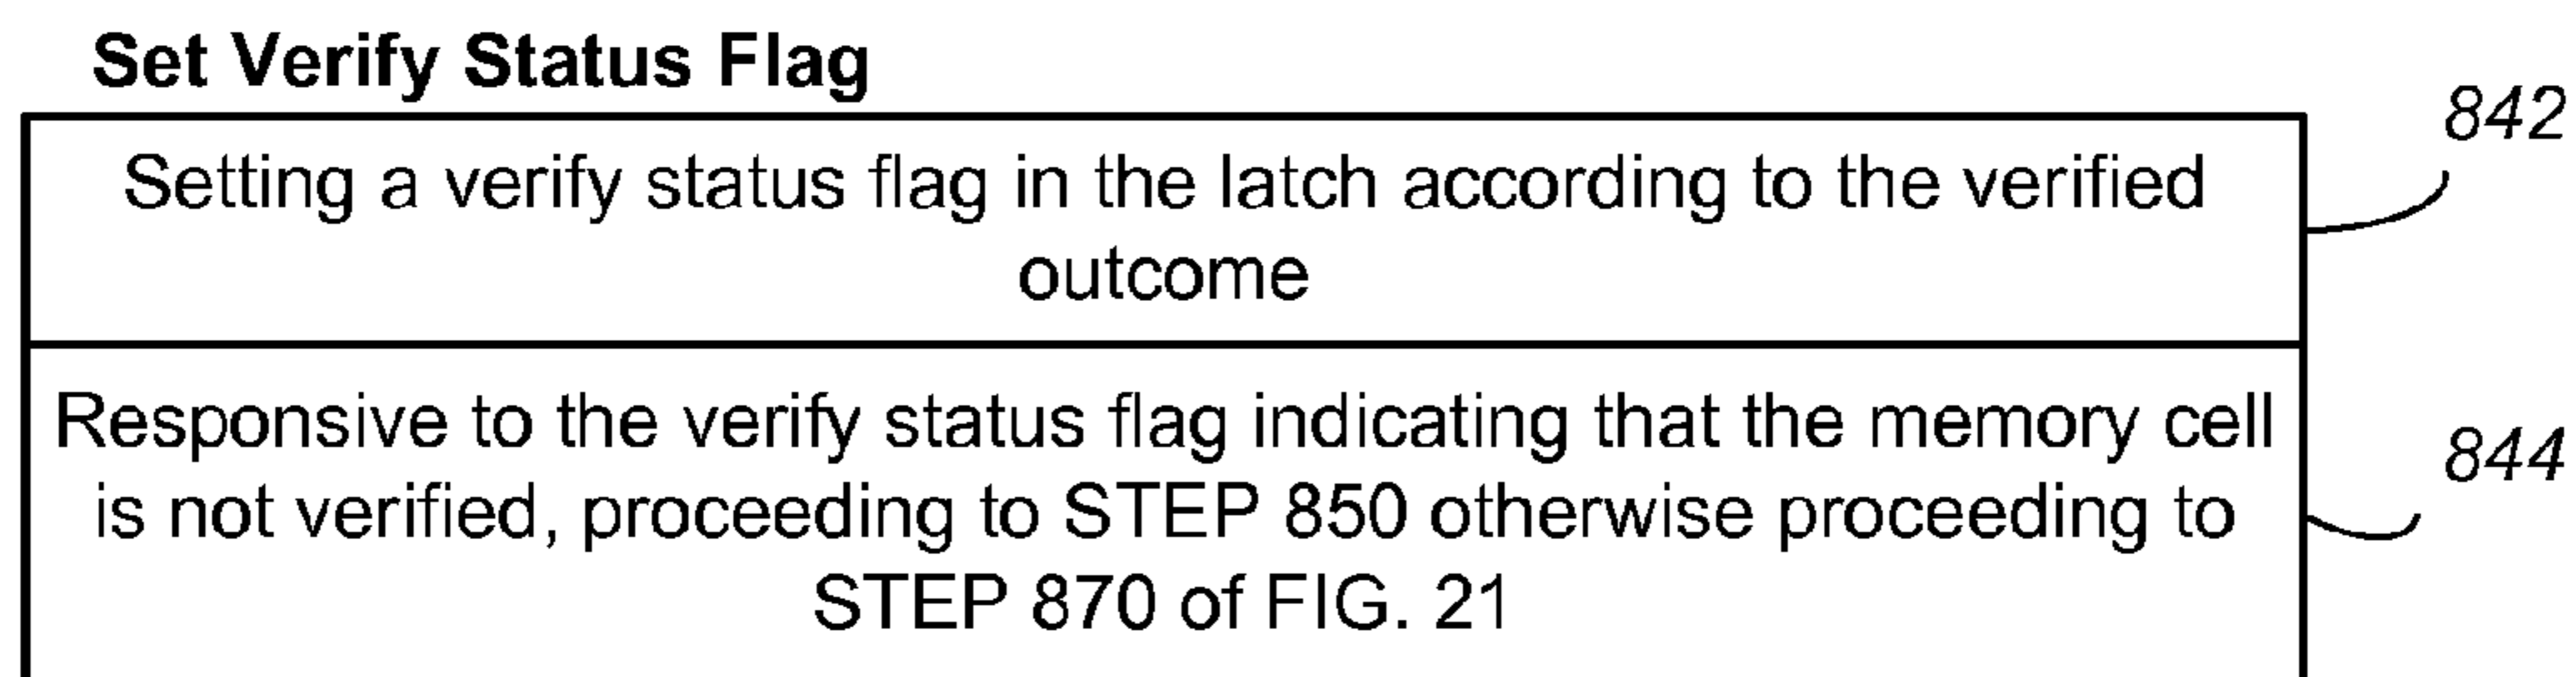 Set Verify Status Flag
842
Setting a verify status flag in the latch according to the verified
outcome
Responsive to the verify status flag indicating that the memory cell
844
is not verified, proceeding to STEP 850 otherwise proceeding to
STEP 870 of FIG. 21